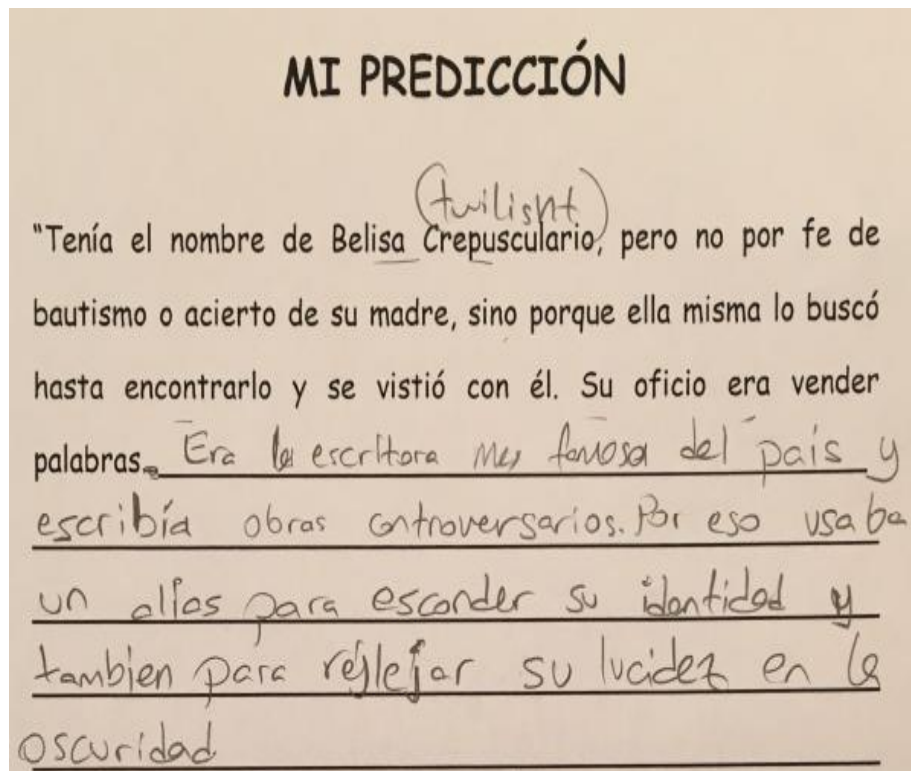 MI PREDICCIÓN
(twilight)
"Tenía el nombre de Belisa Crepusculario, pero no por fe de
bautismo o acierto de su madre, sino porque ella misma lo buscó
hasta encontrarlo y se vistió con él. Su oficio era vender
palabras. Era la escritora mas famosa del país y
escribía obras controversarios. Por eso usaba
un alias para esconder su identidad y
tambien para reflejar su lucidez en la
oscuridad